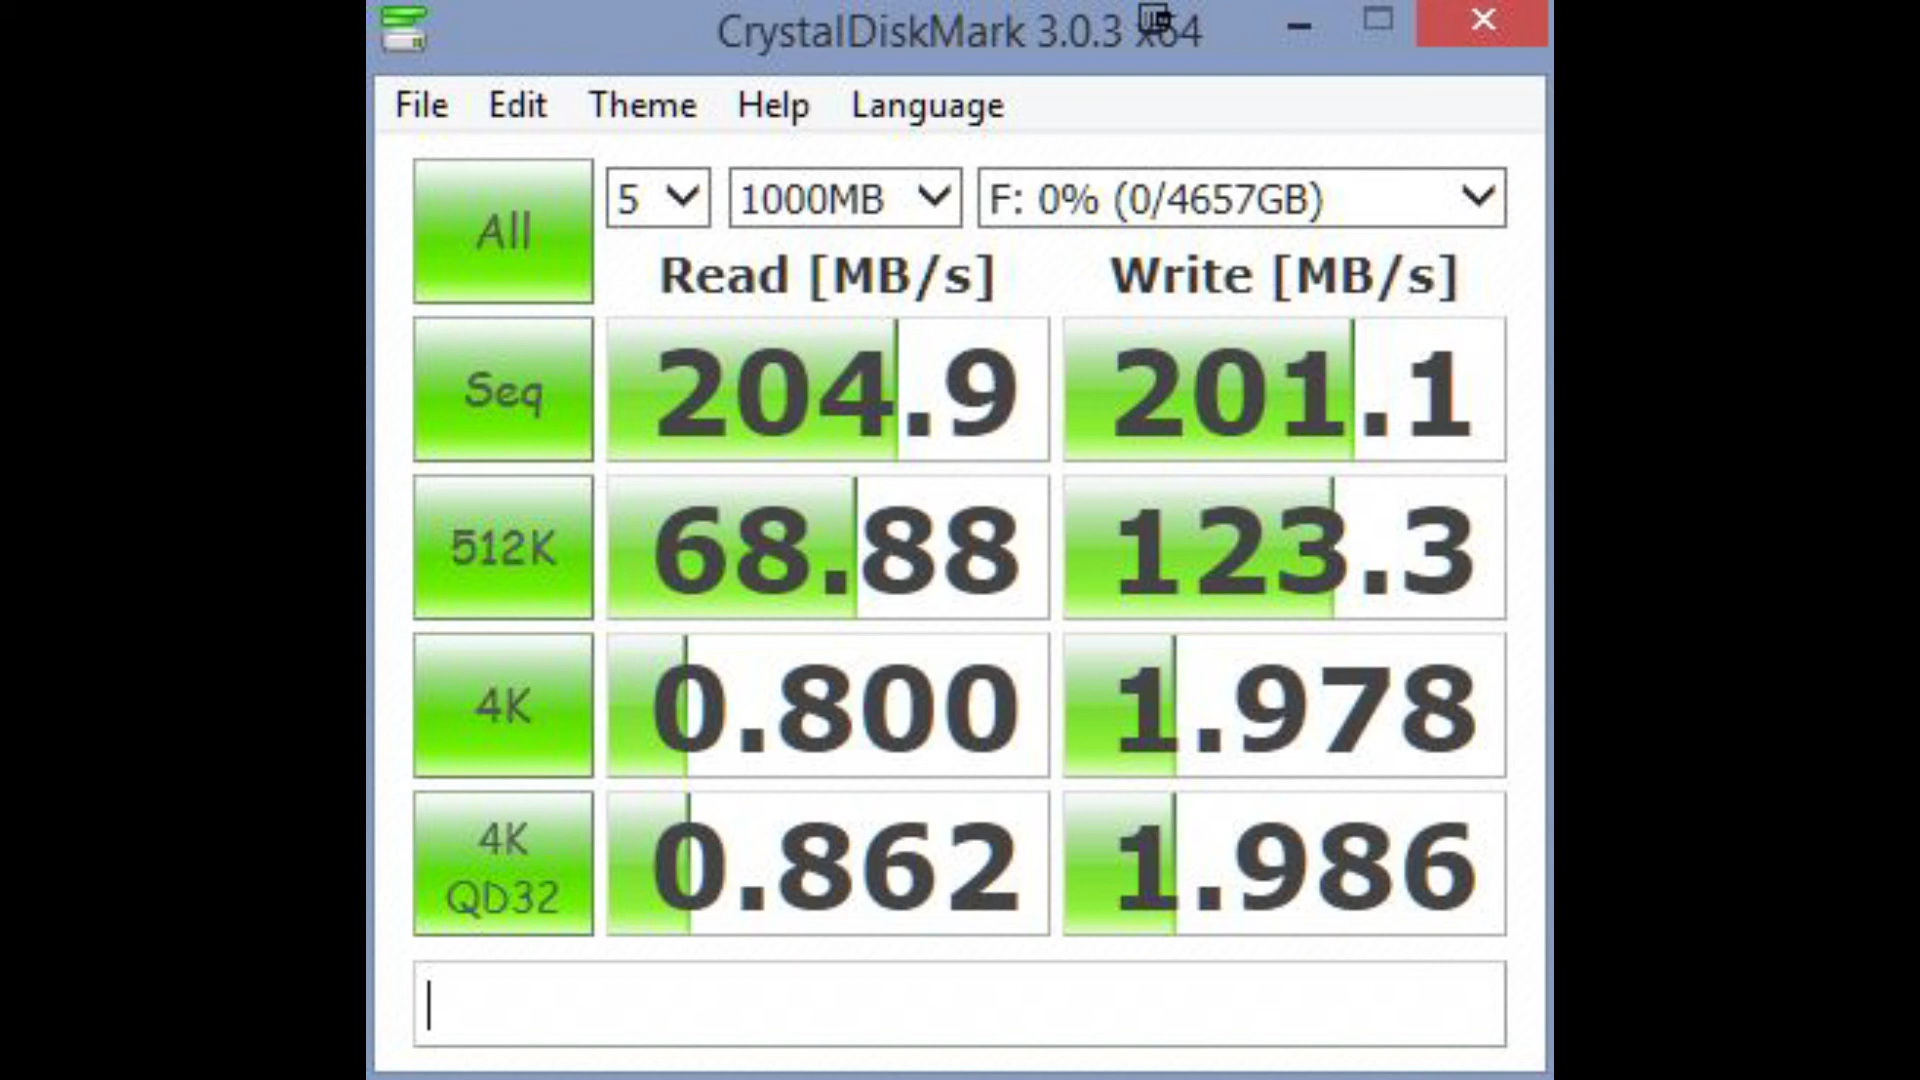 CrystalDiskMark 3.0.3 x64
File Edit Theme Help Language
All 5 1000MB F: 0% (0/4657GB)
Read [MB/s] Write [MB/s]
Seq 204.9 201.1
512K 68.88 123.3
4K 0.800 1.978
4K QD32 0.862 1.986